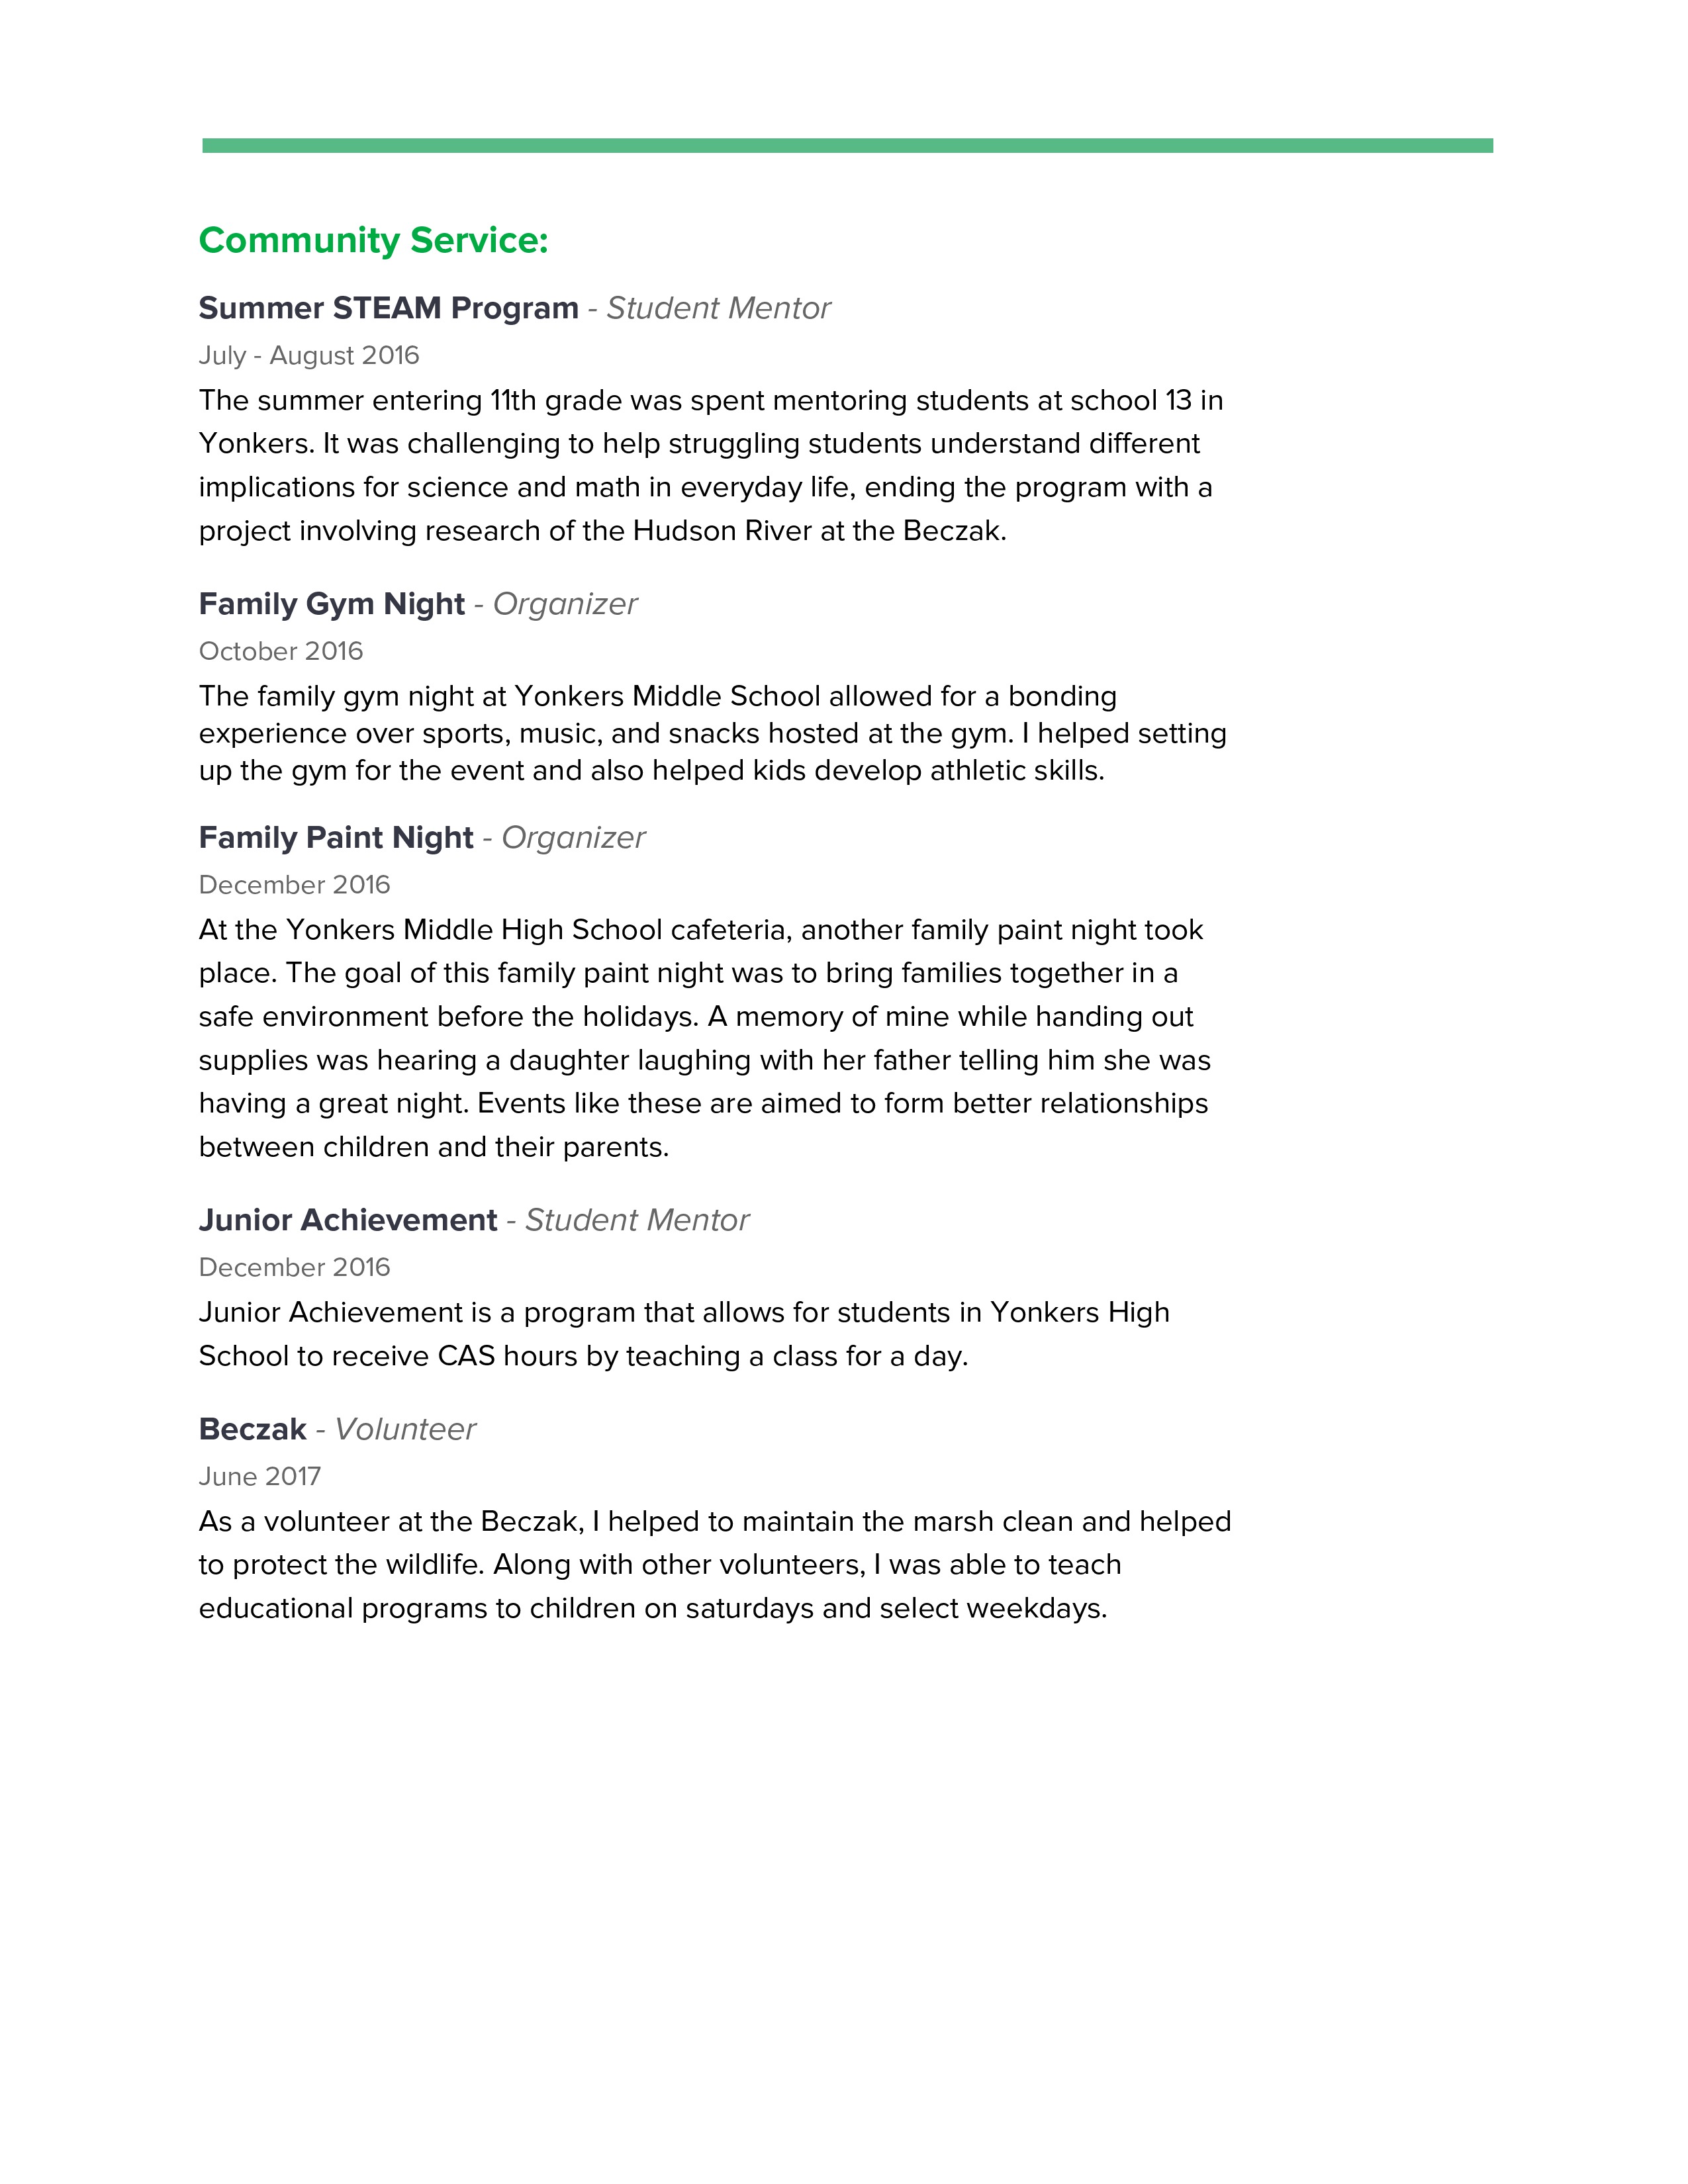 Community Service:
Summer STEAM Program - Student Mentor
July - August 2016
The summer entering 11th grade was spent mentoring students at school 13 in
Yonkers. It was challenging to help struggling students understand different
implications for science and math in everyday life, ending the program with a
project involving research of the Hudson River at the Beczak.
Family Gym Night - Organizer
October 2016
The family gym night at Yonkers Middle School allowed for a bonding
experience over sports, music, and snacks hosted at the gym. I helped setting
up the gym for the event and also helped kids develop athletic skills.
Family Paint Night - Organizer
December 2016
At the Yonkers Middle High School cafeteria, another family paint night took
place. The goal of this family paint night was to bring families together in a
safe environment before the holidays. A memory of mine while handing out
supplies was hearing a daughter laughing with her father telling him she was
having a great night. Events like these are aimed to form better relationships
between children and their parents.
Junior Achievement - Student Mentor
December 2016
Junior Achievement is a program that allows for students in Yonkers High
School to receive CAS hours by teaching a class for a day.
Beczak - Volunteer
June 2017
As a volunteer at the Beczak, I helped to maintain the marsh clean and helped
to protect the wildlife. Along with other volunteers, I was able to teach
educational programs to children on saturdays and select weekdays.